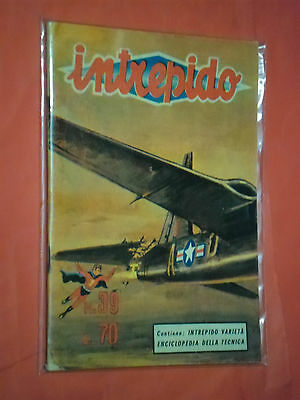 intrepido
N. 39
70
Contiene: INTREPIDO VARIETÀ
ENCICLOPEDIA DELLA TECNICA